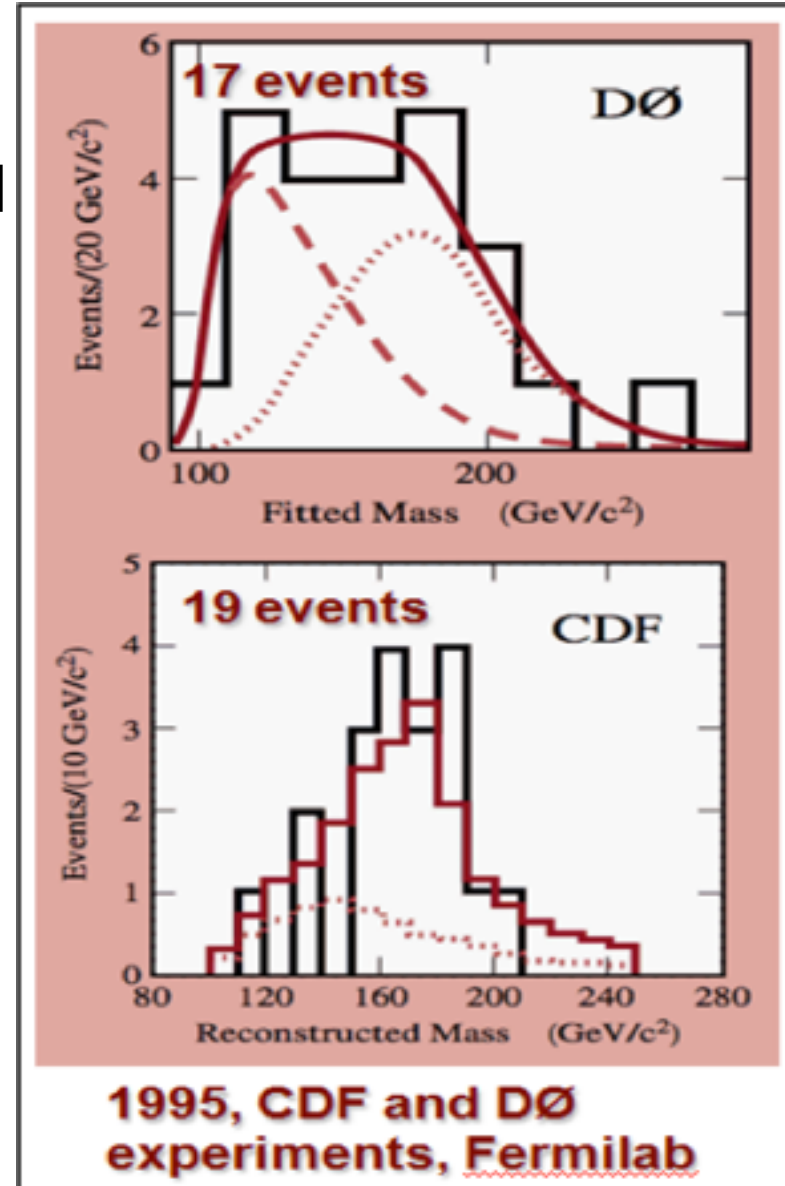 17 events
DØ
6
4
2
0
Events/(20 GeV/c²)
100 200
Fitted Mass (GeV/c²)
19 events
CDF
5
4
3
2
1
0
Events/(10 GeV/c²)
80 120 160 200 240 280
Reconstructed Mass (GeV/c²)
1995, CDF and DØ
experiments, Fermilab